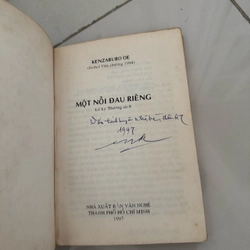 KENZABURO OE
(Nobel Văn chương 1994)
MỘT NỖI ĐAU RIÊNG
Lê Ký Thương dịch
1997
NHÀ XUẤT BẢN VĂN NGHỆ
THÀNH PHỐ HỒ CHÍ MINH
1997